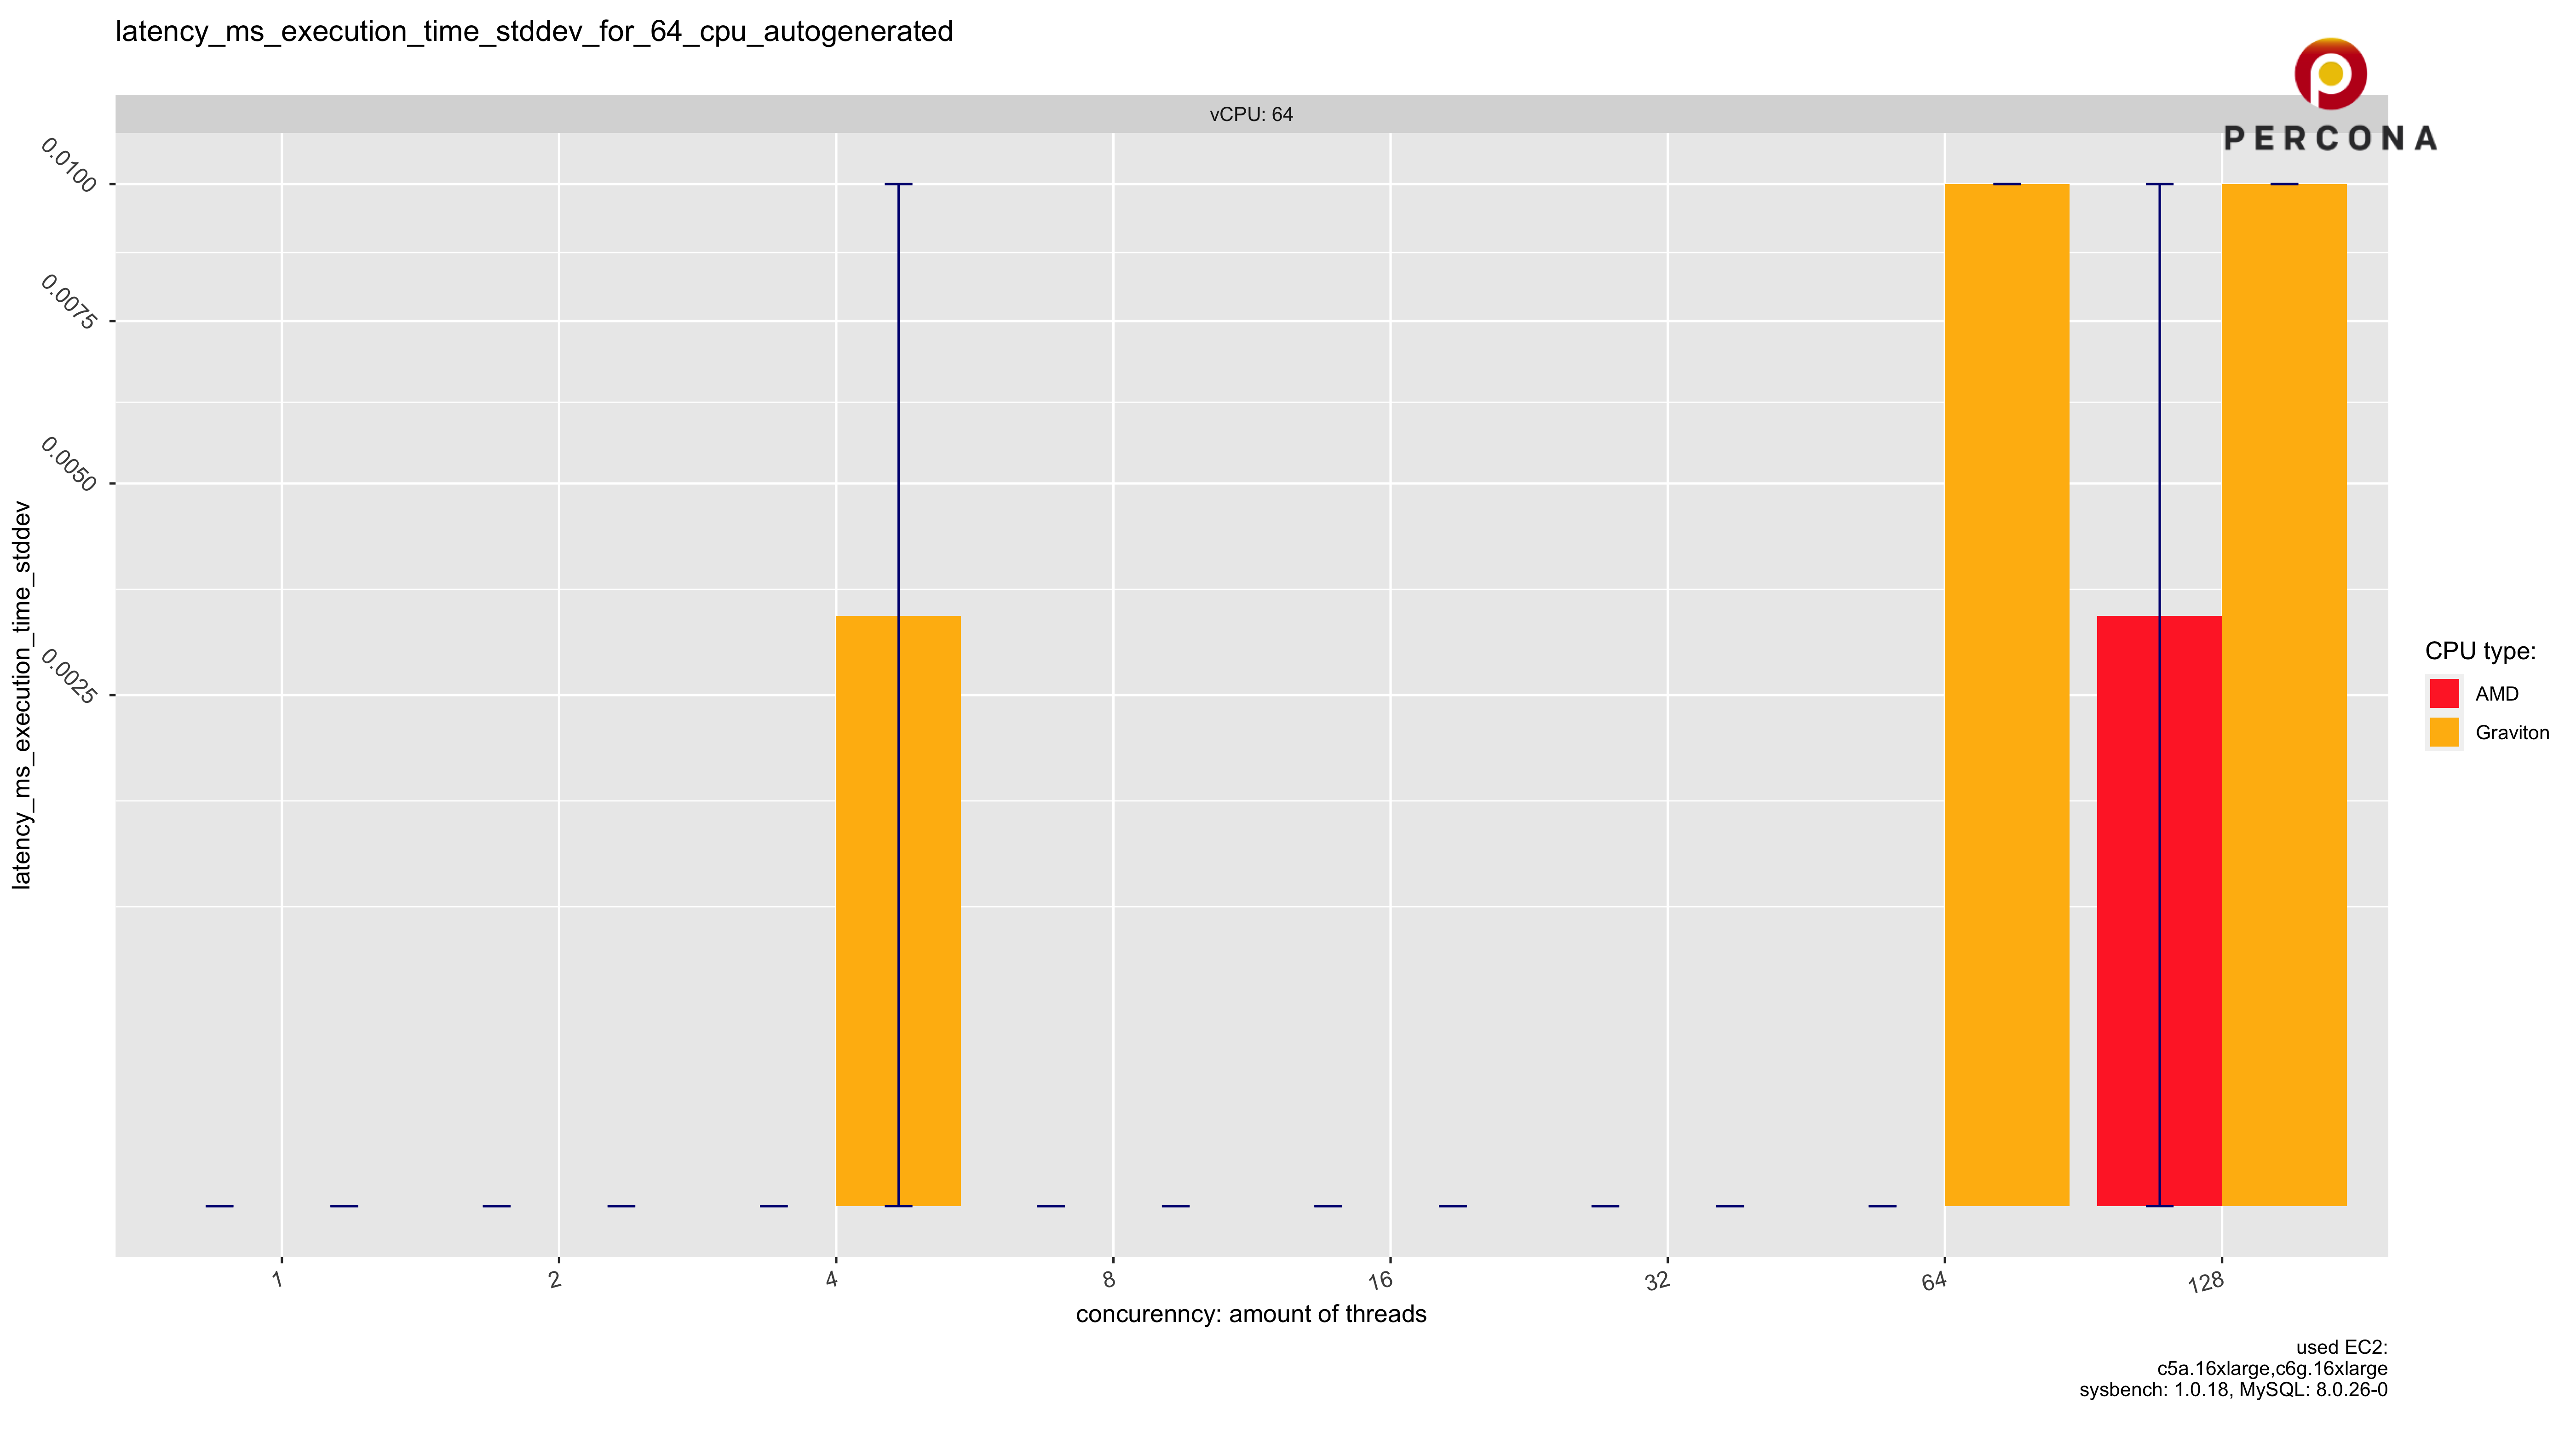 latency_ms_execution_time_stddev_for_64_cpu_autogenerated
PERCONA
vCPU: 64
0.0100
0.0075
0.0050
0.0025
latency_ms_execution_time_stddev
CPU type:
AMD
Graviton
1
2
4
8
16
32
64
128
concurenncy: amount of threads
used EC2:
c5a.16xlarge,c6g.16xlarge
sysbench: 1.0.18, MySQL: 8.0.26-0